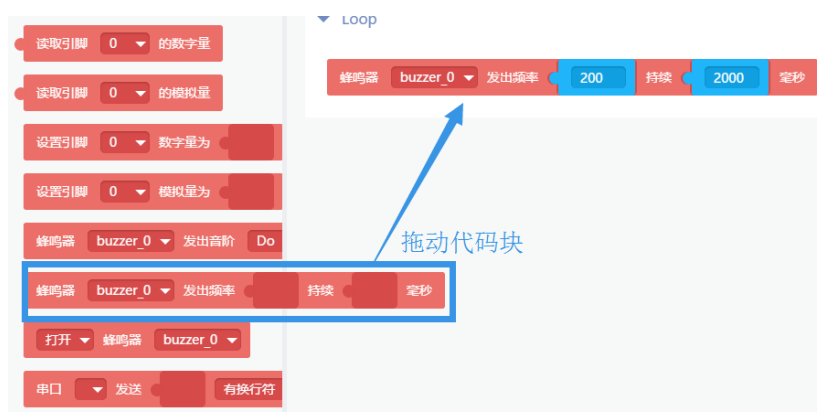 Loop
读取引脚 0 的数字量
读取引脚 0 的模拟量
设置引脚 0 数字量为
设置引脚 0 模拟量为
蜂鸣器 buzzer_0 发出音阶 Do
蜂鸣器 buzzer_0 发出频率 持续 毫秒
打开 蜂鸣器 buzzer_0
串口 发送 有换行符
蜂鸣器 buzzer_0 发出频率 200 持续 2000 毫秒
拖动代码块